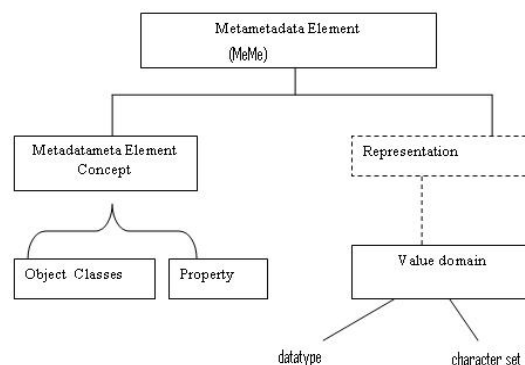 Metametadata Element
(MeMe)
Metadatameta Element
Concept
Representation
Object Classes
Property
Value domain
datatype
character set